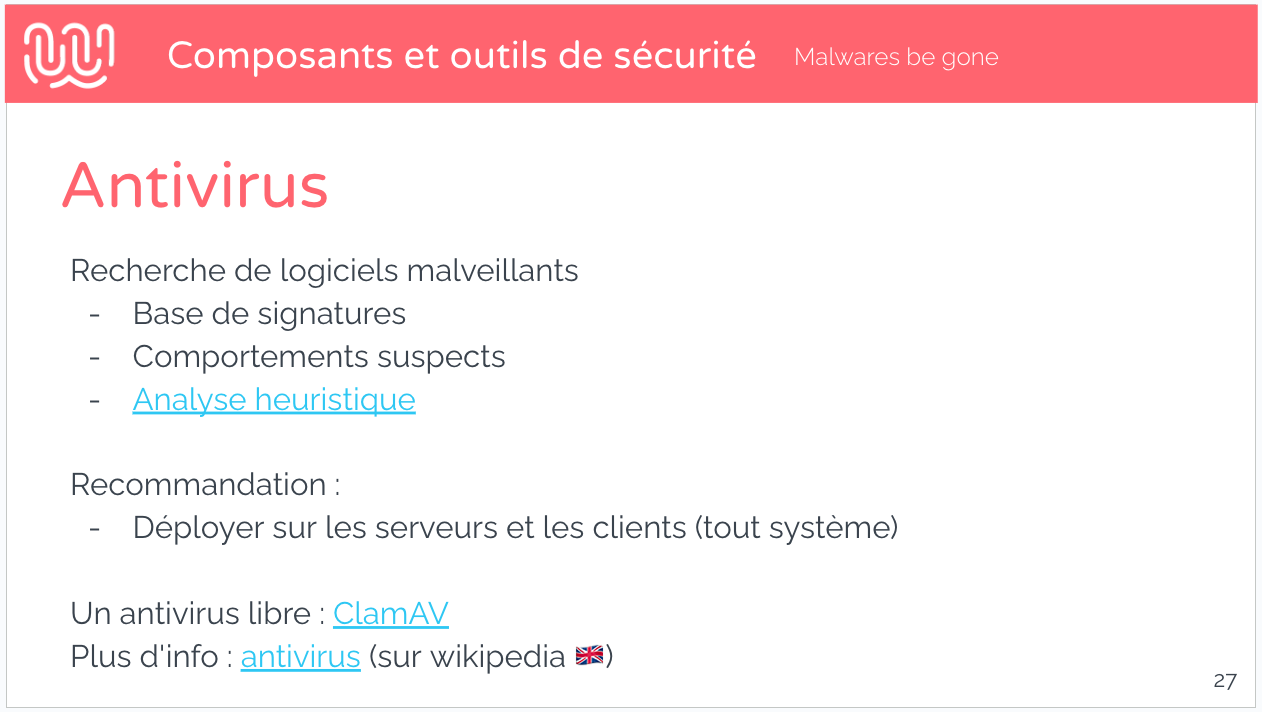 Composants et outils de sécurité Malwares be gone
Antivirus
Recherche de logiciels malveillants
- Base de signatures
- Comportements suspects
- Analyse heuristique
Recommandation :
- Déployer sur les serveurs et les clients (tout système)
Un antivirus libre : ClamAV
Plus d'info : antivirus (sur wikipedia 🇬🇧)
27